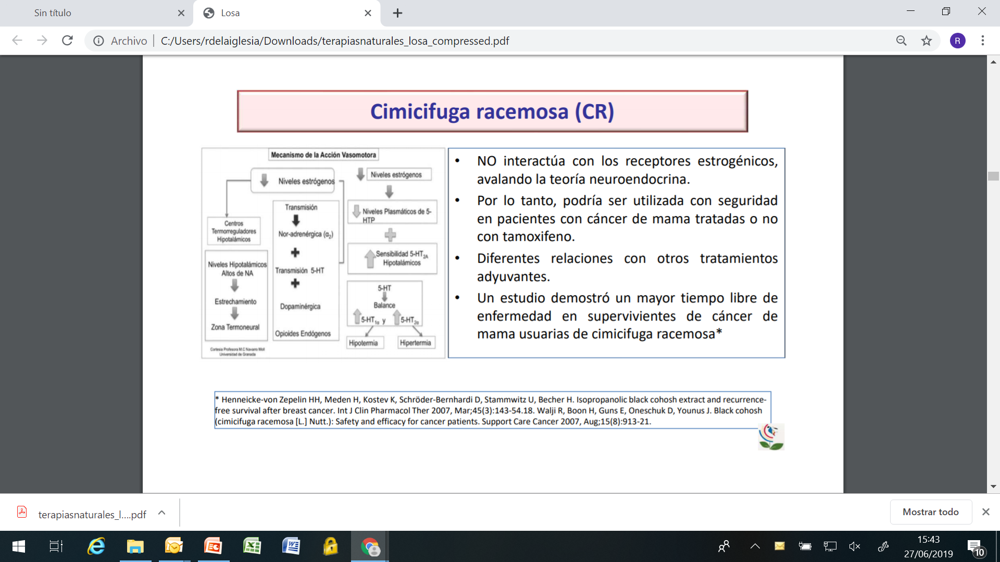 Sin título
Losa
Archivo
C:/Users/rdelaiglesia/Downloads/terapiasnaturales_losa_compressed.pdf
R
Cimicifuga racemosa (CR)
Mecanismo de la Acción Vasomotora
Niveles estrógenos
Centros
Termorreguladores
Hipotalámicos
Niveles Hipotalámicos
Altos de NA
Estrechamiento
Zona Termoneural
Transmisión
Nor-adrenérgica (α2)
Transmisión 5-HT
Dopaminérgica
Opioides Endógenos
Niveles estrógenos
Niveles Plasmáticos de 5-
HTP
Sensibilidad 5-HT2A
Hipotalámicos
5-HT
Balance
5-HT1α y 5-HT2α
Hipotermia
Hipertermia
Cortesia Profesora M.C Navarro Moll
Universidad de Granada
• NO interactúa con los receptores estrogénicos,
avalando la teoría neuroendocrina.
• Por lo tanto, podría ser utilizada con seguridad
en pacientes con cáncer de mama tratadas o no
con tamoxifeno.
• Diferentes relaciones con otros tratamientos
adyuvantes.
• Un estudio demostró un mayor tiempo libre de
enfermedad en supervivientes de cáncer de
mama usuarias de cimicifuga racemosa*
* Henneicke-von Zepelin HH, Meden H, Kostev K, Schröder-Bernhardi D, Stammwitz U, Becher H. Isopropanolic black cohosh extract and recurrence-
free survival after breast cancer. Int J Clin Pharmacol Ther 2007, Mar;45(3):143-54.18. Walji R, Boon H, Guns E, Oneschuk D, Younus J. Black cohosh
(cimicifuga racemosa [L.] Nutt.): Safety and efficacy for cancer patients. Support Care Cancer 2007, Aug;15(8):913-21.
terapiasnaturales_l....pdf
Mostrar todo
15:43
27/06/2019
10